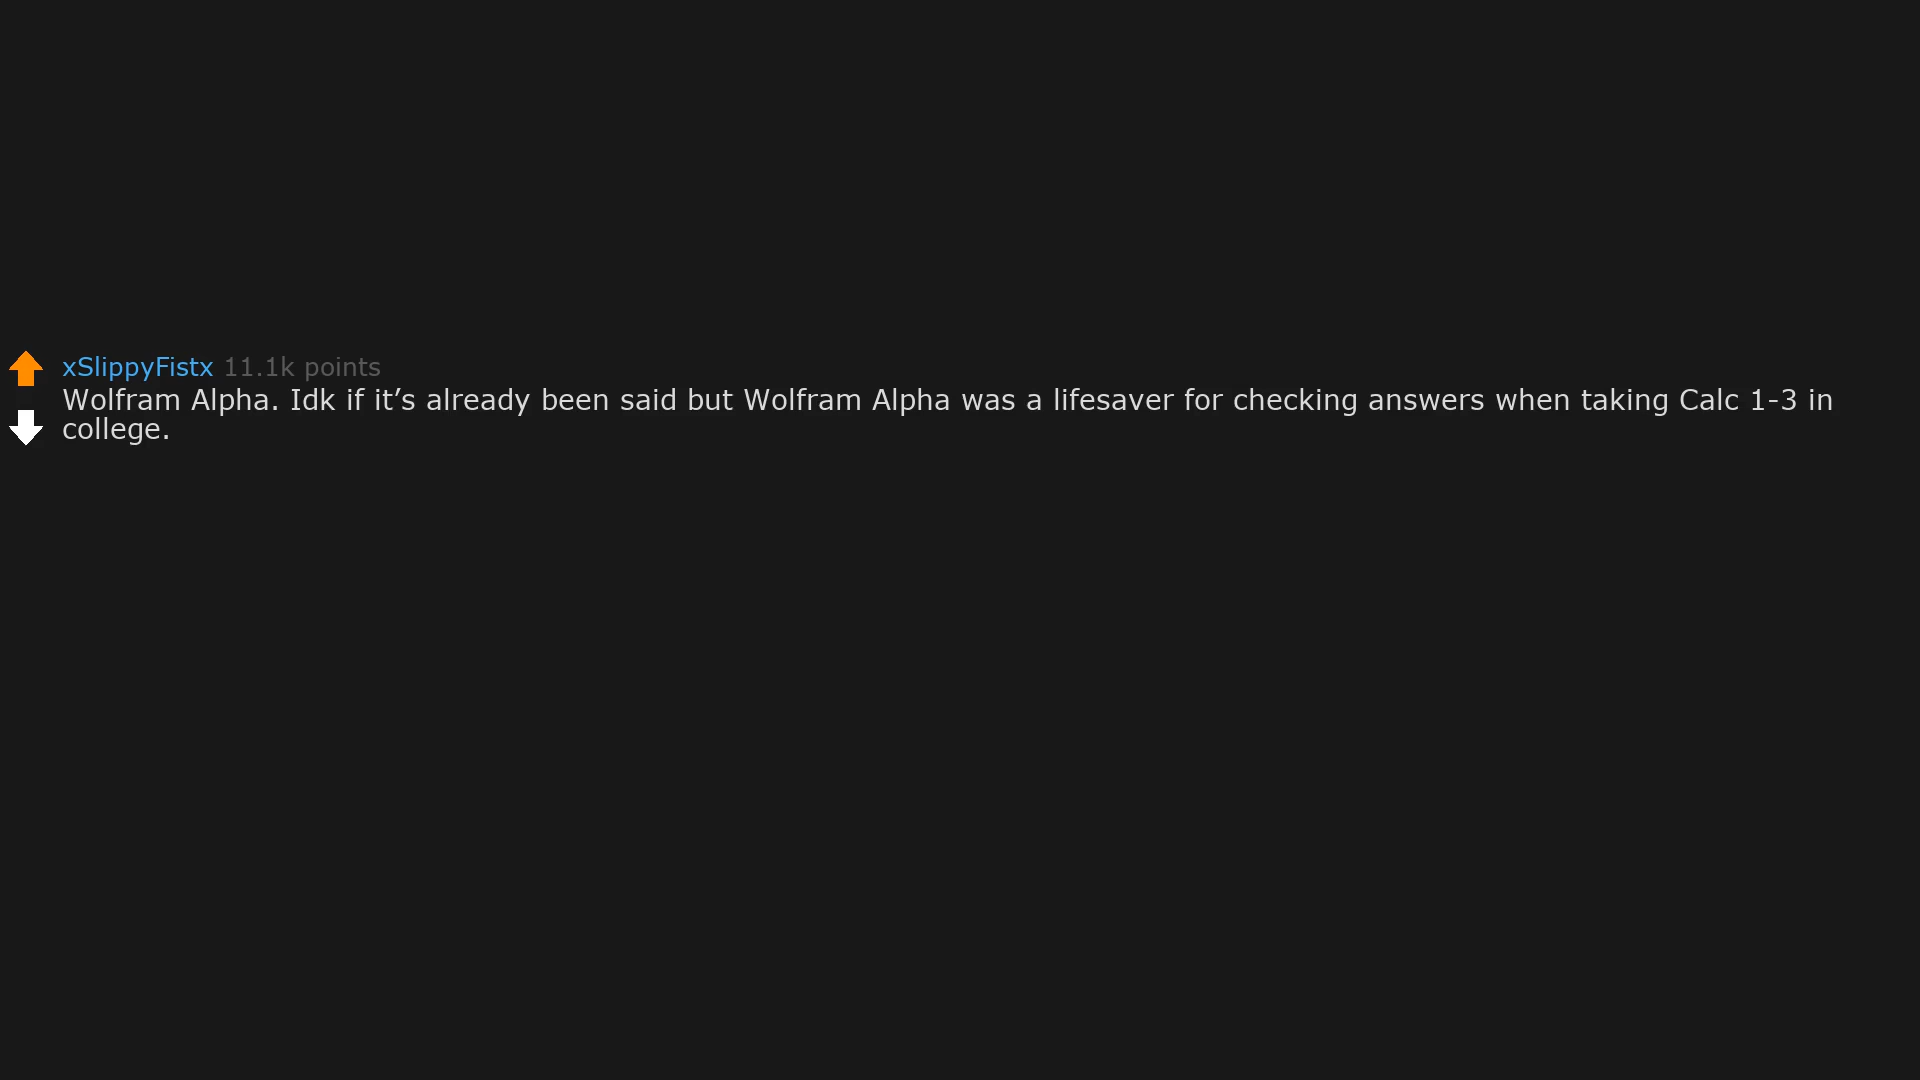 xSlippyFistx 11.1k points
Wolfram Alpha. Idk if it’s already been said but Wolfram Alpha was a lifesaver for checking answers when taking Calc 1-3 in
college.